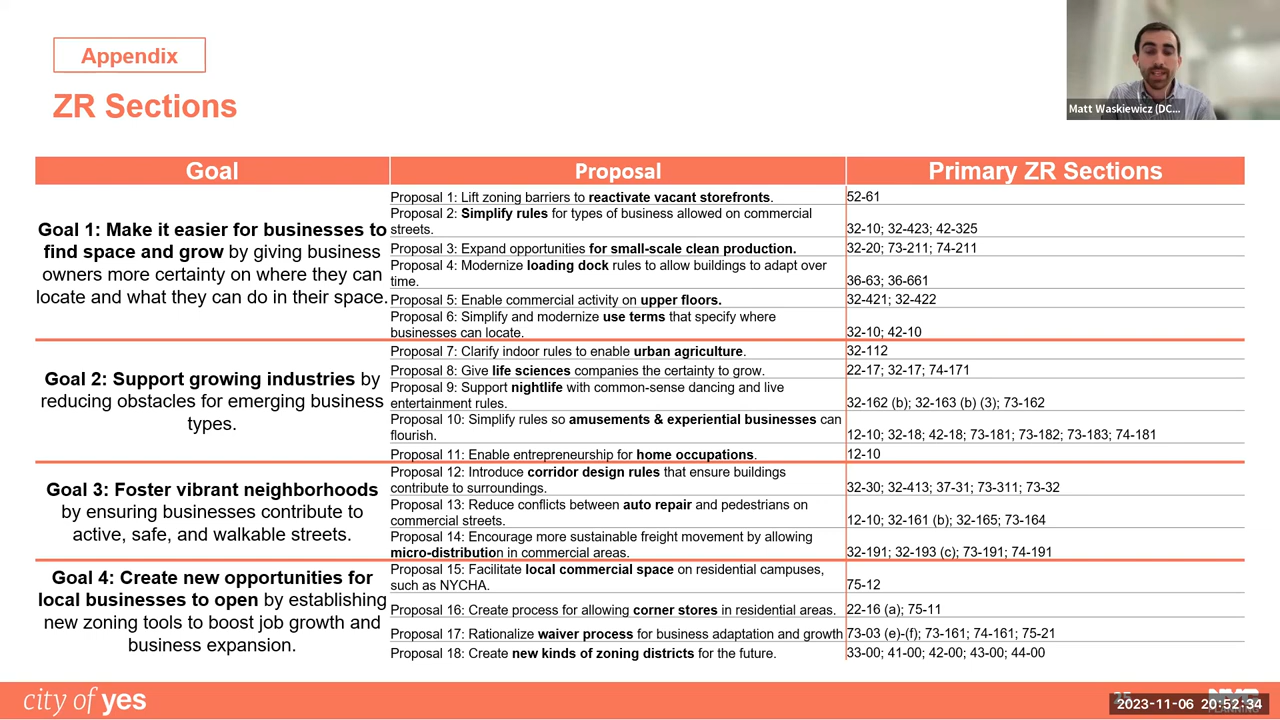 Appendix
ZR Sections
Matt Waskiewicz (DC...
Goal Proposal Primary ZR Sections
Goal 1: Make it easier for businesses to
find space and grow by giving business
owners more certainty on where they can
locate and what they can do in their space.
Proposal 1: Lift zoning barriers to reactivate vacant storefronts. 52-61
Proposal 2: Simplify rules for types of business allowed on commercial
streets. 32-10; 32-423; 42-325
Proposal 3: Expand opportunities for small-scale clean production. 32-20; 73-211; 74-211
Proposal 4: Modernize loading dock rules to allow buildings to adapt over
time. 36-63; 36-661
Proposal 5: Enable commercial activity on upper floors. 32-421; 32-422
Proposal 6: Simplify and modernize use terms that specify where
businesses can locate. 32-10; 42-10
Goal 2: Support growing industries by
reducing obstacles for emerging business
types.
Proposal 7: Clarify indoor rules to enable urban agriculture. 32-112
Proposal 8: Give life sciences companies the certainty to grow. 22-17; 32-17; 74-171
Proposal 9: Support nightlife with common-sense dancing and live
entertainment rules. 32-162 (b); 32-163 (b) (3); 73-162
Proposal 10: Simplify rules so amusements & experiential businesses can
flourish. 12-10; 32-18; 42-18; 73-181; 73-182; 73-183; 74-181
Proposal 11: Enable entrepreneurship for home occupations. 12-10
Goal 3: Foster vibrant neighborhoods
by ensuring businesses contribute to
active, safe, and walkable streets.
Proposal 12: Introduce corridor design rules that ensure buildings
contribute to surroundings. 32-30; 32-413; 37-31; 73-311; 73-32
Proposal 13: Reduce conflicts between auto repair and pedestrians on
commercial streets. 12-10; 32-161 (b); 32-165; 73-164
Proposal 14: Encourage more sustainable freight movement by allowing
micro-distribution in commercial areas. 32-191; 32-193 (c); 73-191; 74-191
Goal 4: Create new opportunities for
local businesses to open by establishing
new zoning tools to boost job growth and
business expansion.
Proposal 15: Facilitate local commercial space on residential campuses,
such as NYCHA. 75-12
Proposal 16: Create process for allowing corner stores in residential areas. 22-16 (a); 75-11
Proposal 17: Rationalize waiver process for business adaptation and growth 73-03 (e)-(f); 73-161; 74-161; 75-21
Proposal 18: Create new kinds of zoning districts for the future. 33-00; 41-00; 42-00; 43-00; 44-00
city of yes
2023-11-06 20:52:34